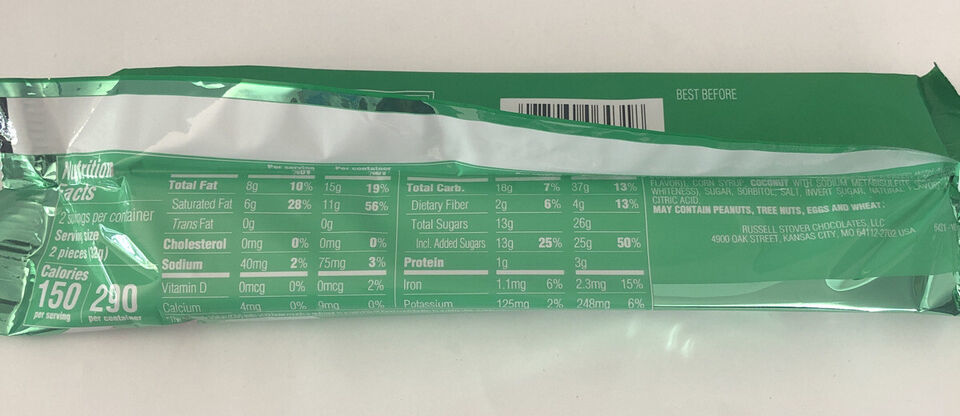 BEST BEFORE
Nutrition
acts
2 container
size
2 pieces
Calories
150 290
per serving per container
Per serving Per container
%DV %DV
Total Fat 8g 10% 15g 19%
Saturated Fat 6g 28% 11g 56%
Trans Fat 0g 0g
Cholesterol 0mg 0% 0mg 0%
Sodium 40mg 2% 75mg 3%
Vitamin D 0mcg 0% 0mcg 2%
Calcium 4mg 0% 9mg 0%
Total Carb. 18g 7% 37g 13%
Dietary Fiber 2g 6% 4g 13%
Total Sugars 13g 26g
Incl. Added Sugars 13g 25% 25g 50%
Protein 1g 3g
Iron 1.1mg 6% 2.3mg 15%
Potassium 125mg 2% 248mg 6%
FLAVOR), CORN SYRUP, COCONUT WITH SODIUM METABISULFITE
WHITENESS), SUGAR, SORBITOL, SALT, INVERT SUGAR, NATURAL
CITRIC ACID.
MAY CONTAIN PEANUTS, TREE NUTS, EGGS AND WHEAT.
RUSSELL STOVER CHOCOLATES, LLC
4900 OAK STREET, KANSAS CITY, MO 64112-2702 USA